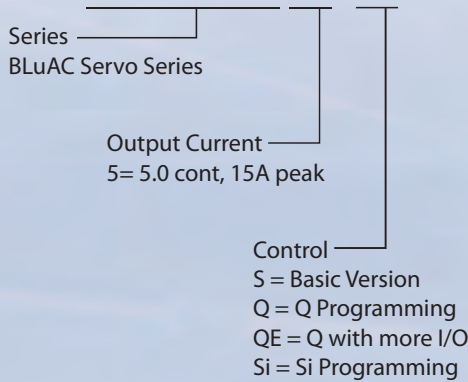 Series
BLuAC Servo Series
Output Current
5= 5.0 cont, 15A peak
Control
S = Basic Version
Q = Q Programming
QE = Q with more I/O
Si = Si Programming